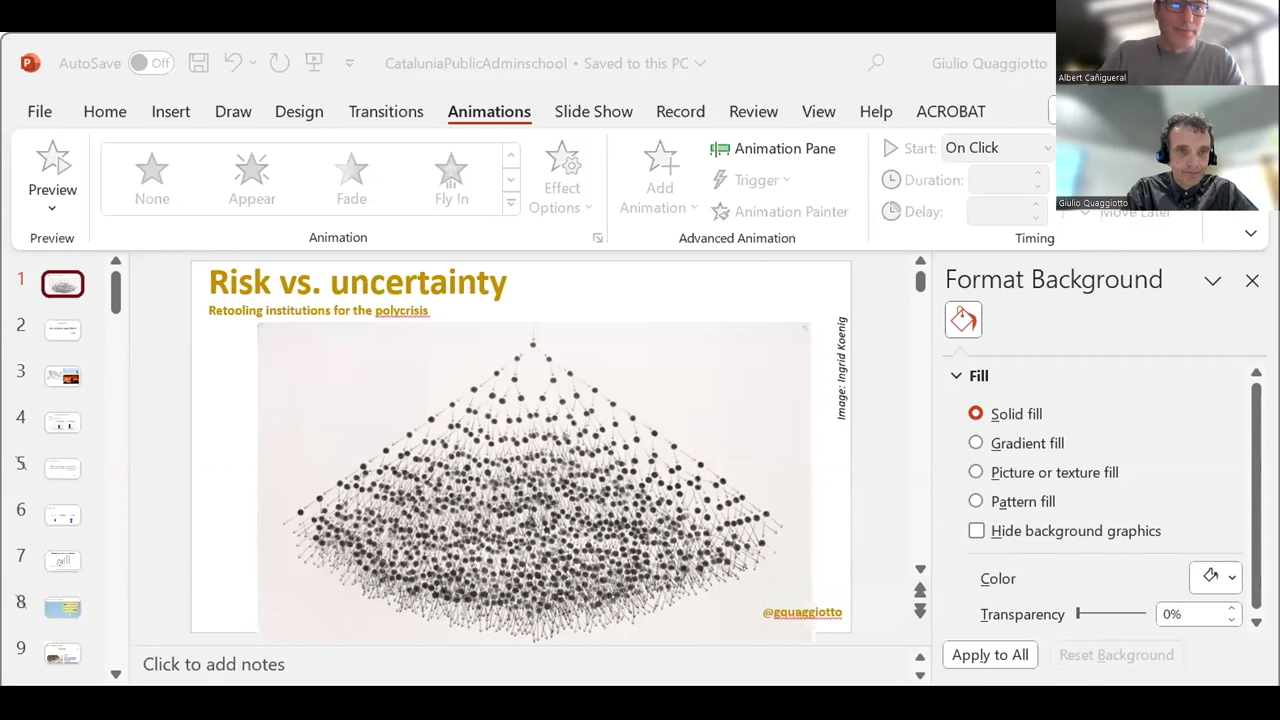 AutoSave Off CataluniaPublicAdminschool • Saved to this PC Giulio Quaggiotto
Albert Cañigueral
Giulio Quaggiotto
File Home Insert Draw Design Transitions Animations Slide Show Record Review View Help ACROBAT
Preview
Preview
None Appear Fade Fly In
Animation
Effect
Options
Add
Animation
Animation Pane
Trigger
Animation Painter
Advanced Animation
Start: On Click
Duration:
Delay:
Move Later
Timing
1
2
3
4
5
6
7
8
9
Risk vs. uncertainty
Retooling institutions for the polycrisis
Image: Ingrid Koenig
@gquaggiotto
Click to add notes
Format Background
Fill
Solid fill
Gradient fill
Picture or texture fill
Pattern fill
Hide background graphics
Color
Transparency 0%
Apply to All Reset Background